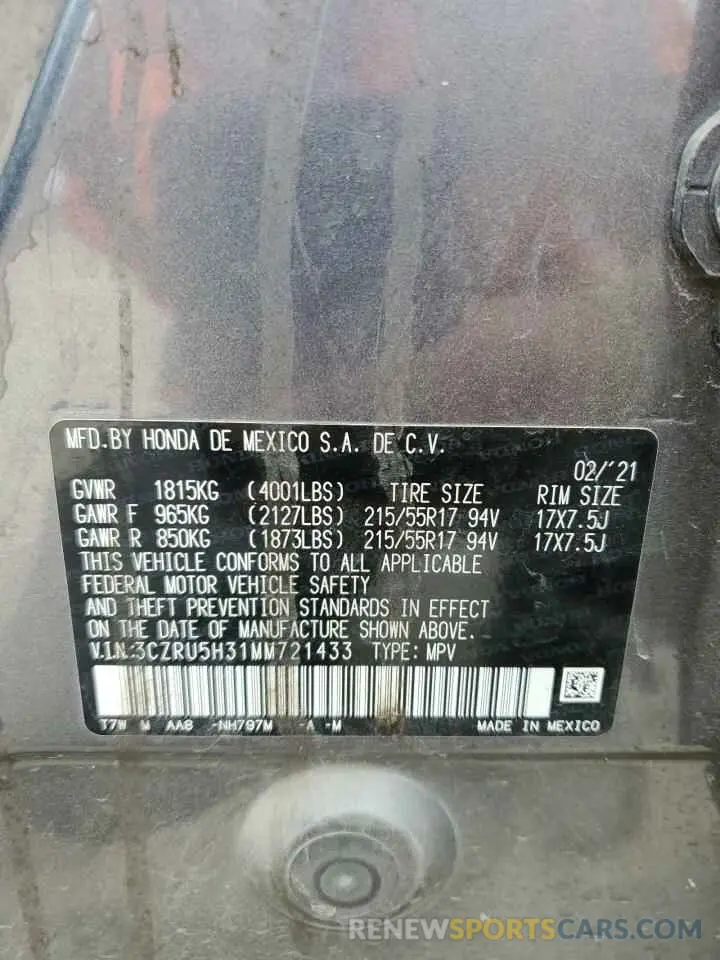 MFD.BY HONDA DE MEXICO S.A. DE C.V.
02/'21
GVWR 1815KG (4001LBS) TIRE SIZE RIM SIZE
GAWR F 965KG (2127LBS) 215/55R17 94V 17X7.5J
GAWR R 850KG (1873LBS) 215/55R17 94V 17X7.5J
THIS VEHICLE CONFORMS TO ALL APPLICABLE
FEDERAL MOTOR VEHICLE SAFETY
AND THEFT PREVENTION STANDARDS IN EFFECT
ON THE DATE OF MANUFACTURE SHOWN ABOVE.
V.I.N.:3CZRU5H31MM721433 TYPE: MPV
T7W M AA8 -NH797M -A -M MADE IN MEXICO
RENEWSPORTSCARS.COM